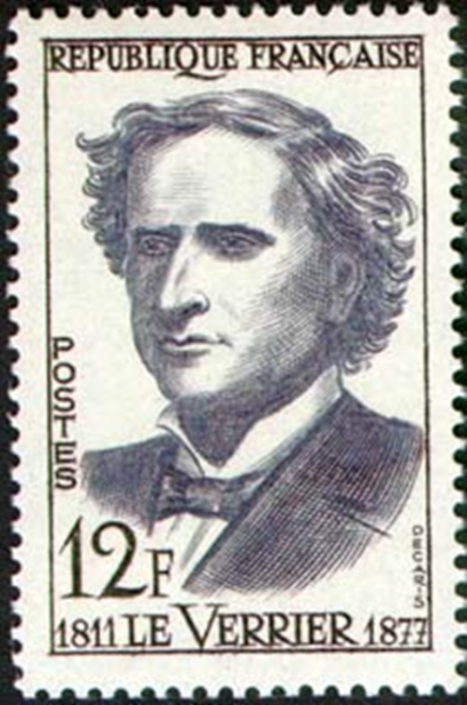 REPUBLIQUE FRANÇAISE
POSTES
12F
DECARIS
1811 LE VERRIER 1877